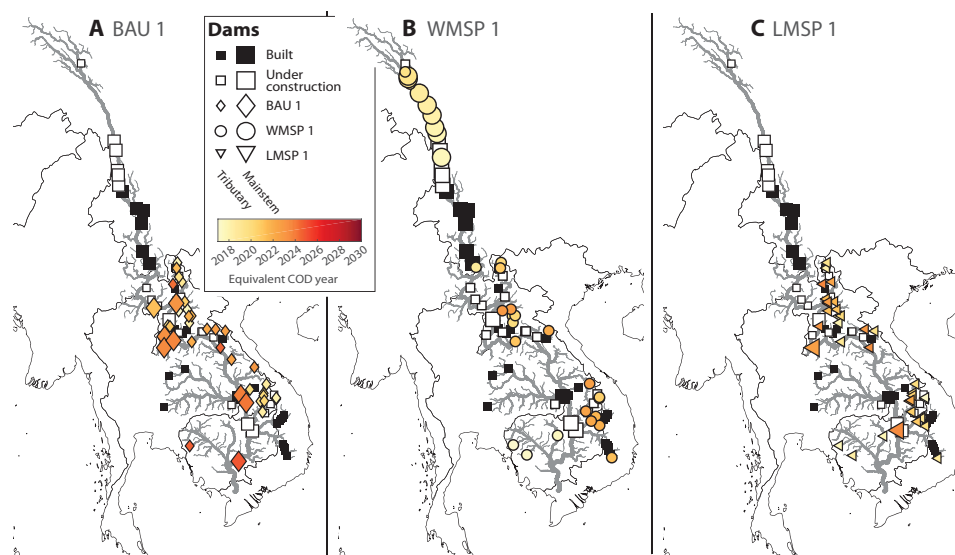 A BAU 1
B WMSP 1
C LMSP 1
Dams
Built
Under
construction
BAU 1
WMSP 1
LMSP 1
Tributary
Mainstem
2018
2020
2022
2024
2026
2028
2030
Equivalent COD year